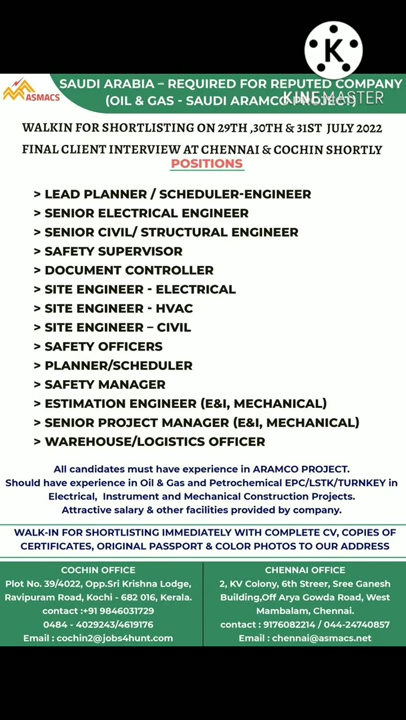 K
KINEMASTER
ASMACS
SAUDI ARABIA – REQUIRED FOR REPUTED COMPANY
(OIL & GAS - SAUDI ARAMCO PROJECT)
WALKIN FOR SHORTLISTING ON 29TH ,30TH & 31ST JULY 2022
FINAL CLIENT INTERVIEW AT CHENNAI & COCHIN SHORTLY
POSITIONS
> LEAD PLANNER / SCHEDULER-ENGINEER
> SENIOR ELECTRICAL ENGINEER
> SENIOR CIVIL/ STRUCTURAL ENGINEER
> SAFETY SUPERVISOR
> DOCUMENT CONTROLLER
> SITE ENGINEER - ELECTRICAL
> SITE ENGINEER - HVAC
> SITE ENGINEER – CIVIL
> SAFETY OFFICERS
> PLANNER/SCHEDULER
> SAFETY MANAGER
> ESTIMATION ENGINEER (E&I, MECHANICAL)
> SENIOR PROJECT MANAGER (E&I, MECHANICAL)
> WAREHOUSE/LOGISTICS OFFICER
All candidates must have experience in ARAMCO PROJECT.
Should have experience in Oil & Gas and Petrochemical EPC/LSTK/TURNKEY in
Electrical, Instrument and Mechanical Construction Projects.
Attractive salary & other facilities provided by company.
WALK-IN FOR SHORTLISTING IMMEDIATELY WITH COMPLETE CV, COPIES OF
CERTIFICATES, ORIGINAL PASSPORT & COLOR PHOTOS TO OUR ADDRESS
COCHIN OFFICE
Plot No. 39/4022, Opp.Sri Krishna Lodge,
Ravipuram Road, Kochi - 682 016, Kerala.
contact :+91 9846031729
0484 - 4029243/4619176
Email : cochin2@jobs4hunt.com
CHENNAI OFFICE
2, KV Colony, 6th Streer, Sree Ganesh
Building,Off Arya Gowda Road, West
Mambalam, Chennai.
contact : 9176082214 / 044-24740857
Email : chennai@asmacs.net